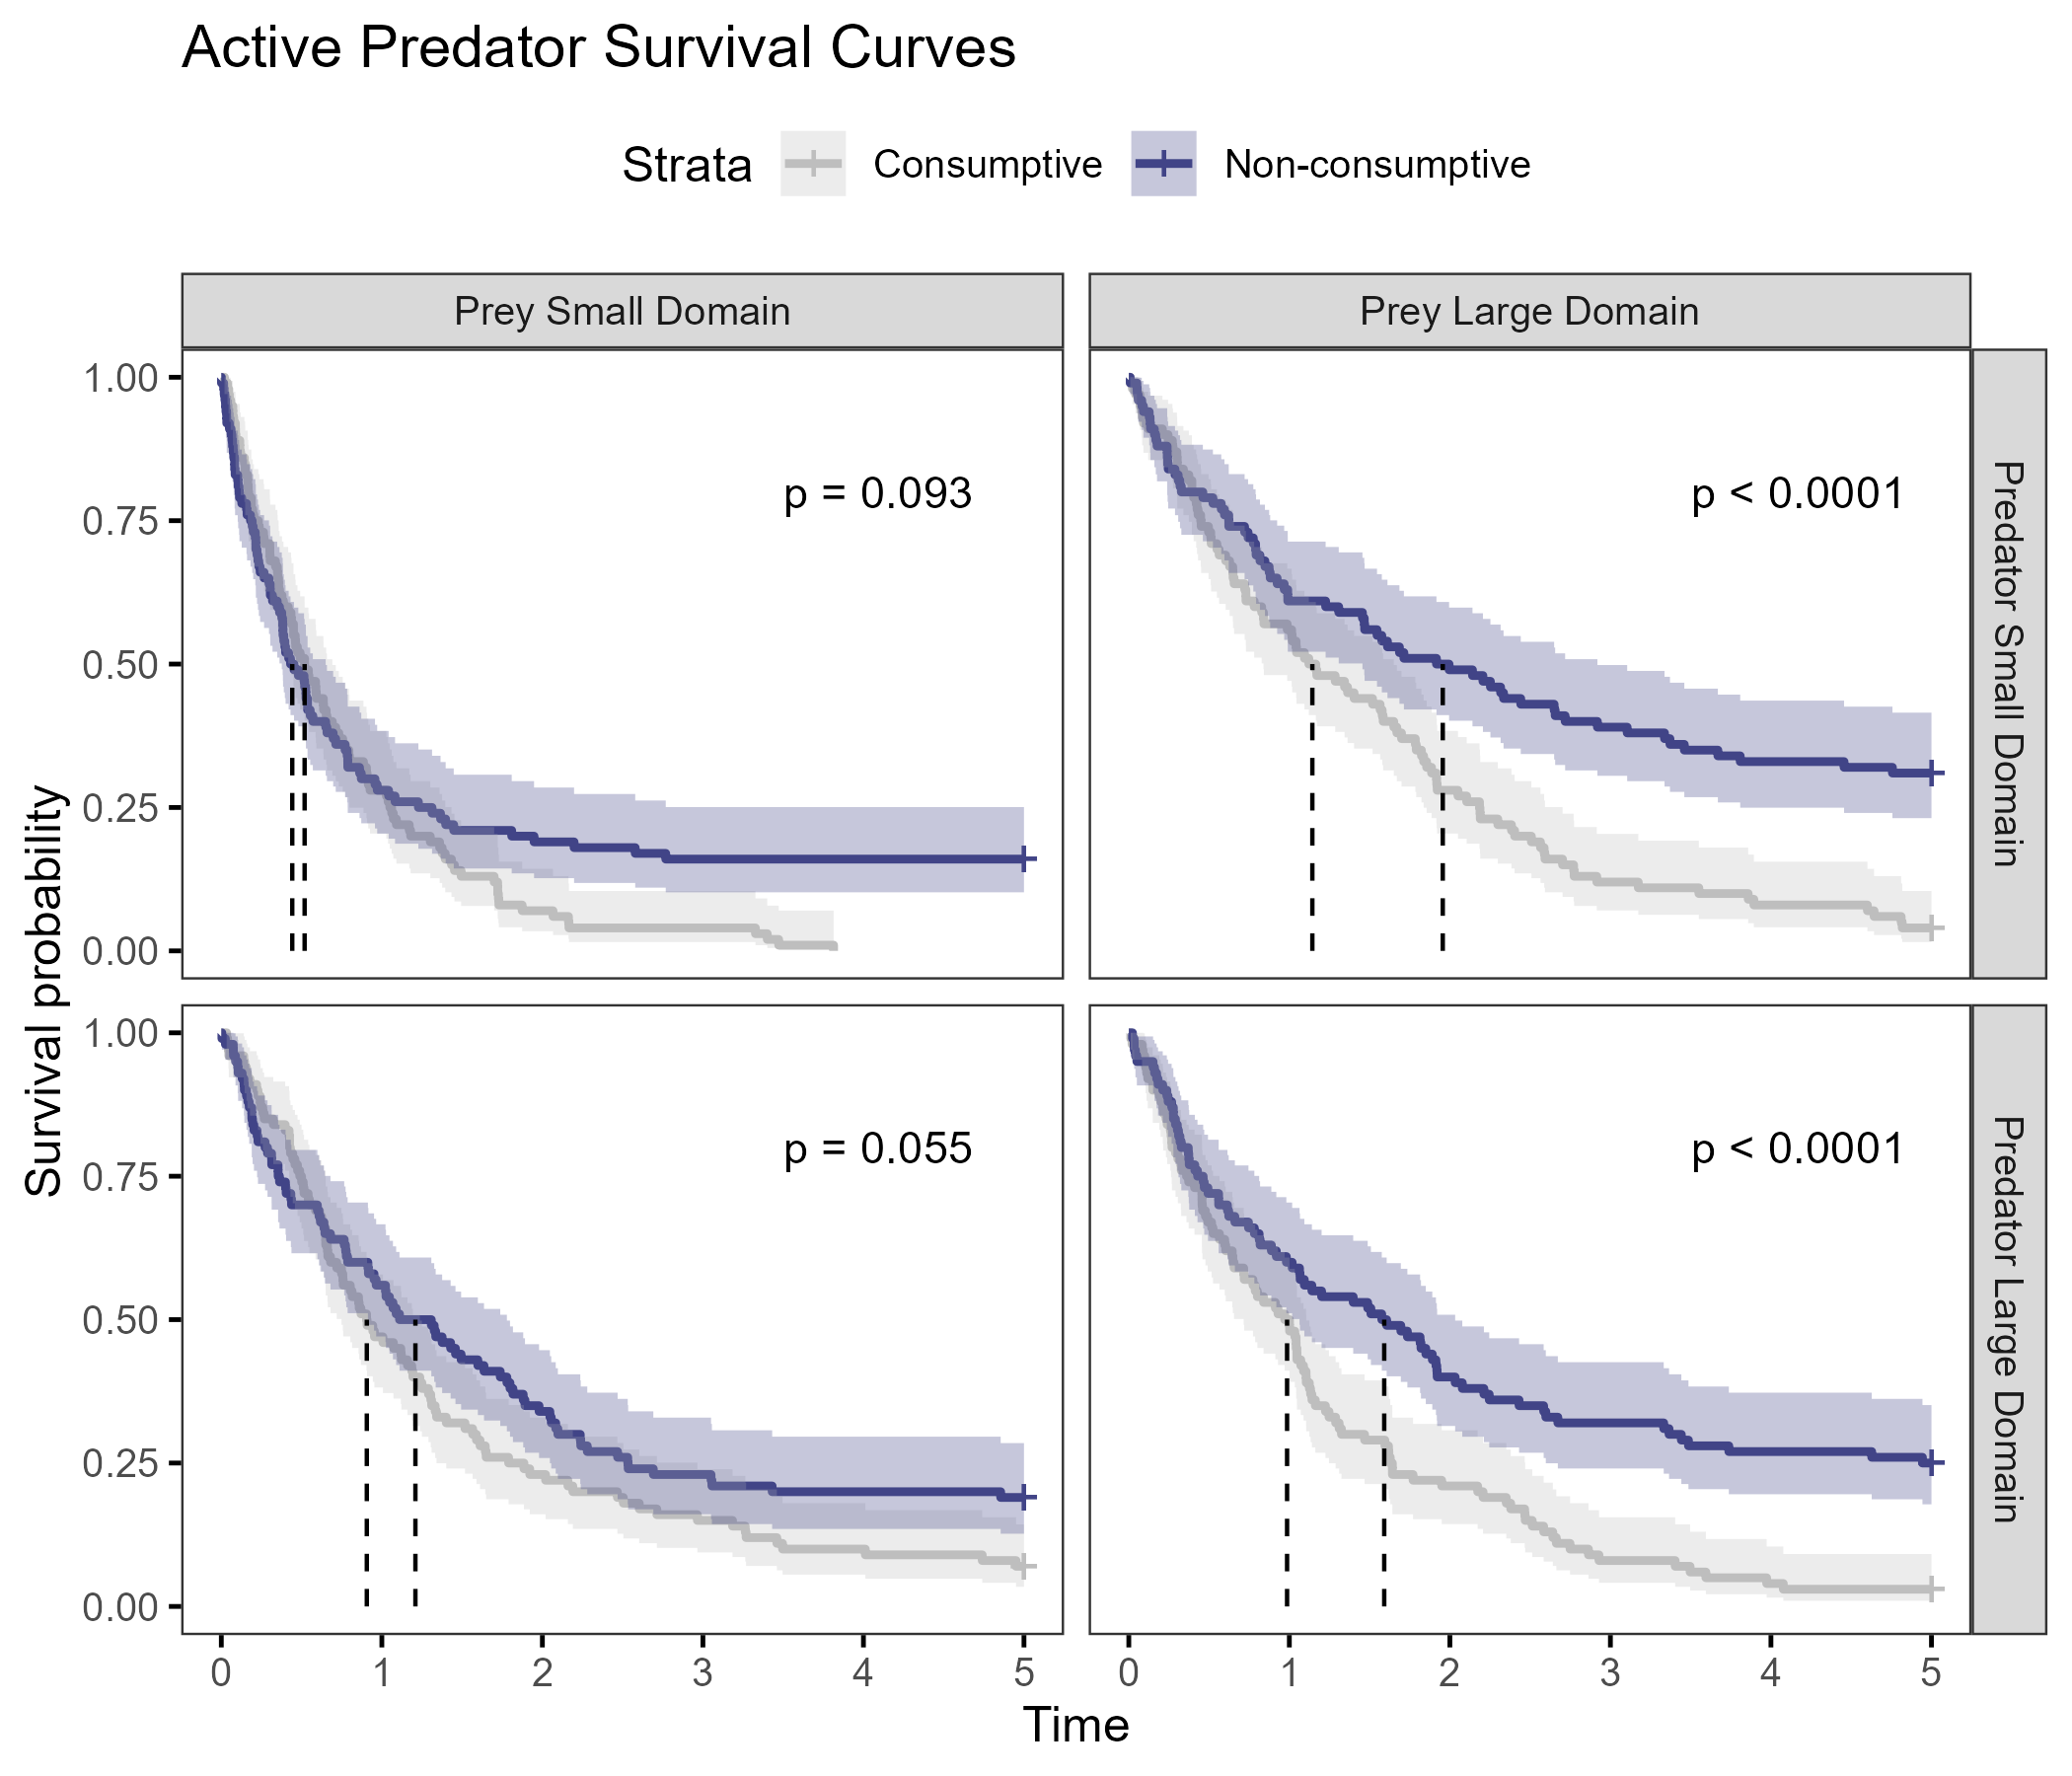 Active Predator Survival Curves
Strata Consumptive Non-consumptive
Prey Small Domain Prey Large Domain
1.00
0.75
0.50
0.25
0.00
p = 0.093
p < 0.0001
Predator Small Domain
Survival probability
1.00
0.75
0.50
0.25
0.00
p = 0.055
p < 0.0001
Predator Large Domain
0 1 2 3 4 5 0 1 2 3 4 5
Time